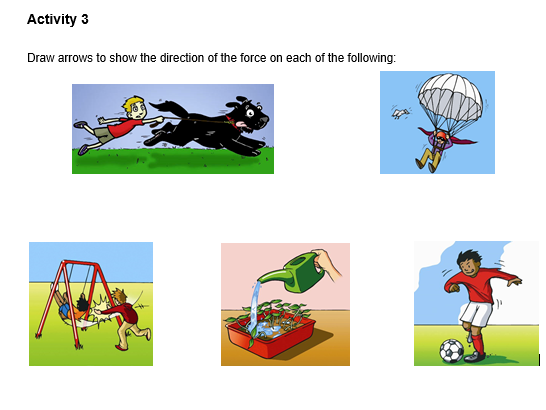 Activity 3
Draw arrows to show the direction of the force on each of the following: